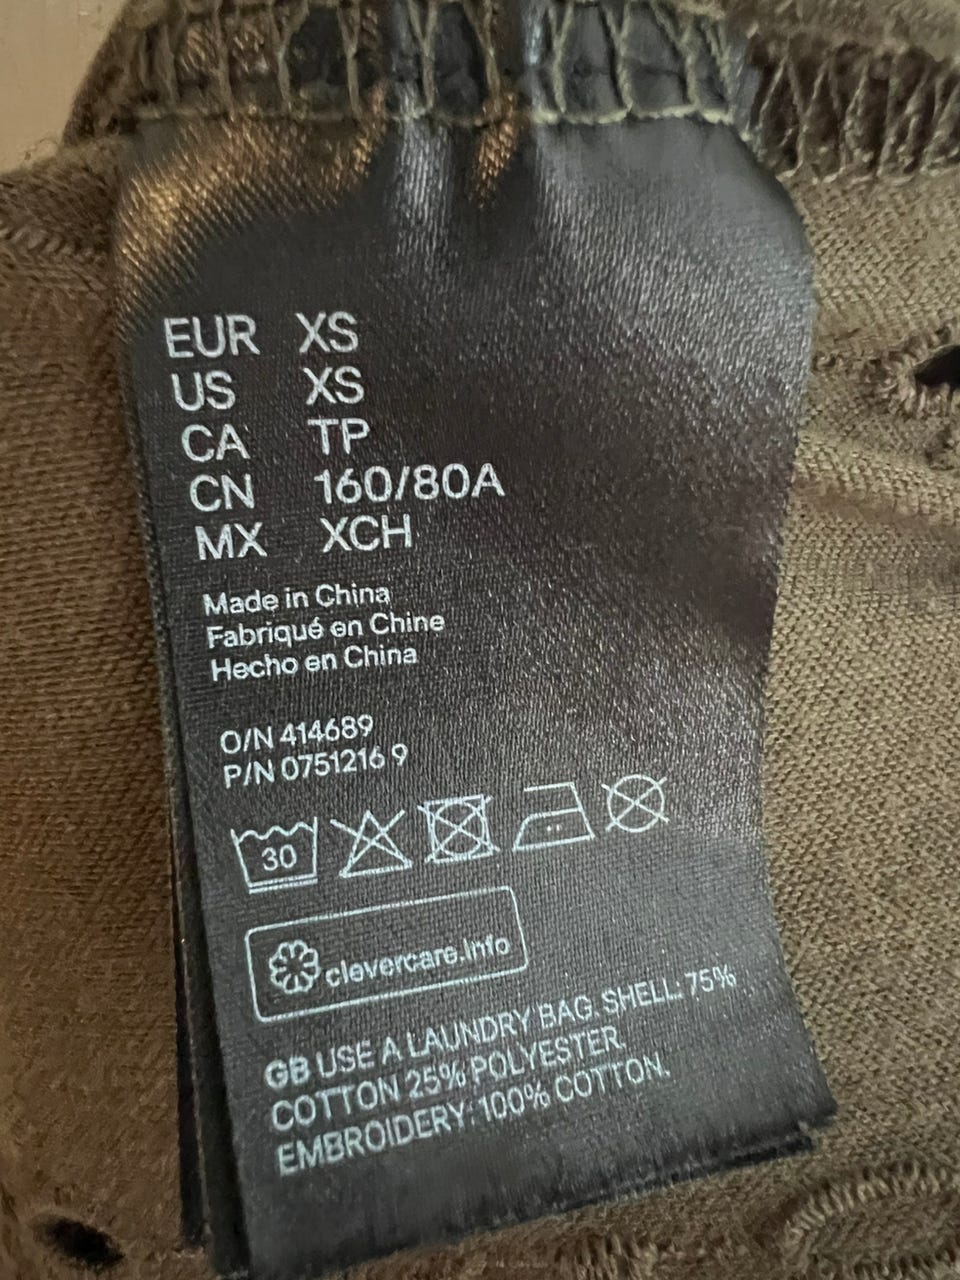 EUR XS
US XS
CA TP
CN 160/80A
MX XCH
Made in China
Fabriqué en Chine
Hecho en China
O/N 414689
P/N 0751216 9
30
clevercare.info
GB USE A LAUNDRY BAG. SHELL: 75%
COTTON 25% POLYESTER.
EMBROIDERY: 100% COTTON.